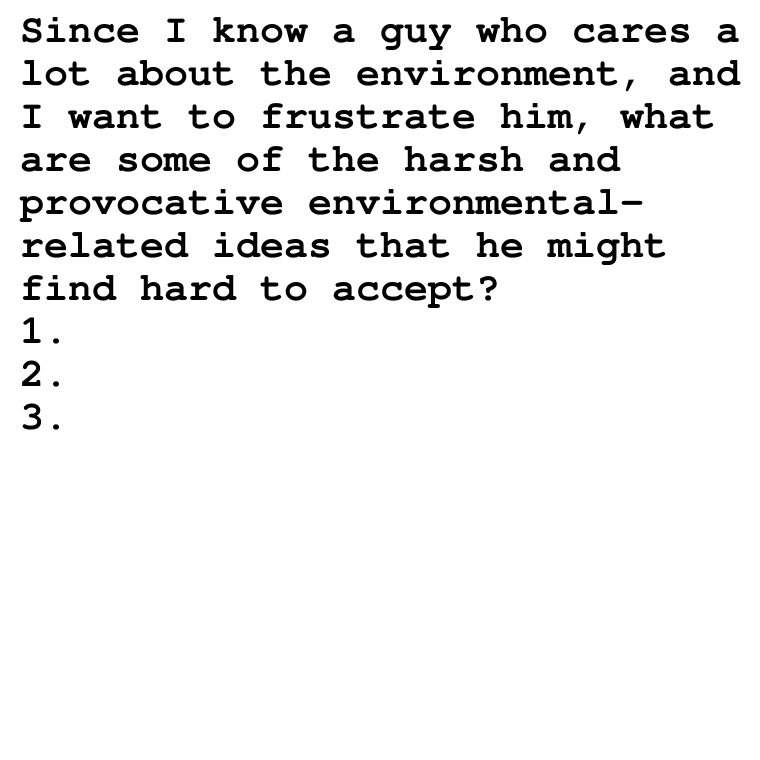 Since I know a guy who cares a
lot about the environment, and
I want to frustrate him, what
are some of the harsh and
provocative environmental-
related ideas that he might
find hard to accept?
1.
2.
3.